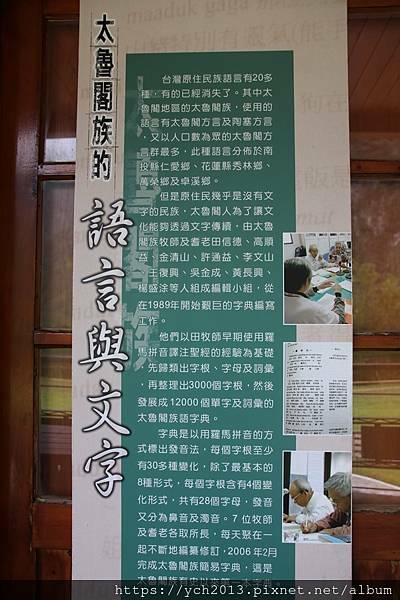 太魯閣族的
語言與文字
台灣原住民族語言有20多
種，有的已經消失了。其中太
魯閣地區的太魯閣族，使用的
語言有太魯閣方言及陶塞方言
，又以人口數為眾的太魯閣方
言群最多，此種語言分佈於南
投縣仁愛鄉、花蓮縣秀林鄉、
萬榮鄉及卓溪鄉。
但是原住民幾乎是沒有文
字的民族，太魯閣人為了讓文
化能夠透過文字傳續，由太魯
閣族牧師及耆老田信德、高順
益、金清山、許通益、李文山
、王復興、吳金成、黃長興、
楊盛涂等人組成編輯小組，從
在1989年開始艱巨的字典編寫
工作。
他們以田牧師早期使用羅
馬拼音譯注聖經的經驗為基礎
，先歸類出字根、字母及詞彙
，再整理出3000個字根，然後
發展成12000個單字及詞彙的
太魯閣族語字典。
字典是以用羅馬拼音的方
式標出發音法，每個字根至少
有30多種變化，除了最基本的
8種形式，每個字根含有4個變
化形式，共有28個字母，發音
又分為鼻音及濁音。7 位牧師
及耆老各取所長，每天聚在一
起不斷地編纂修訂，2006 年2月
完成太魯閣族簡易字典，這是
太魯閣族有史以來第一本字典
https://ych2013.pixnet.net/album